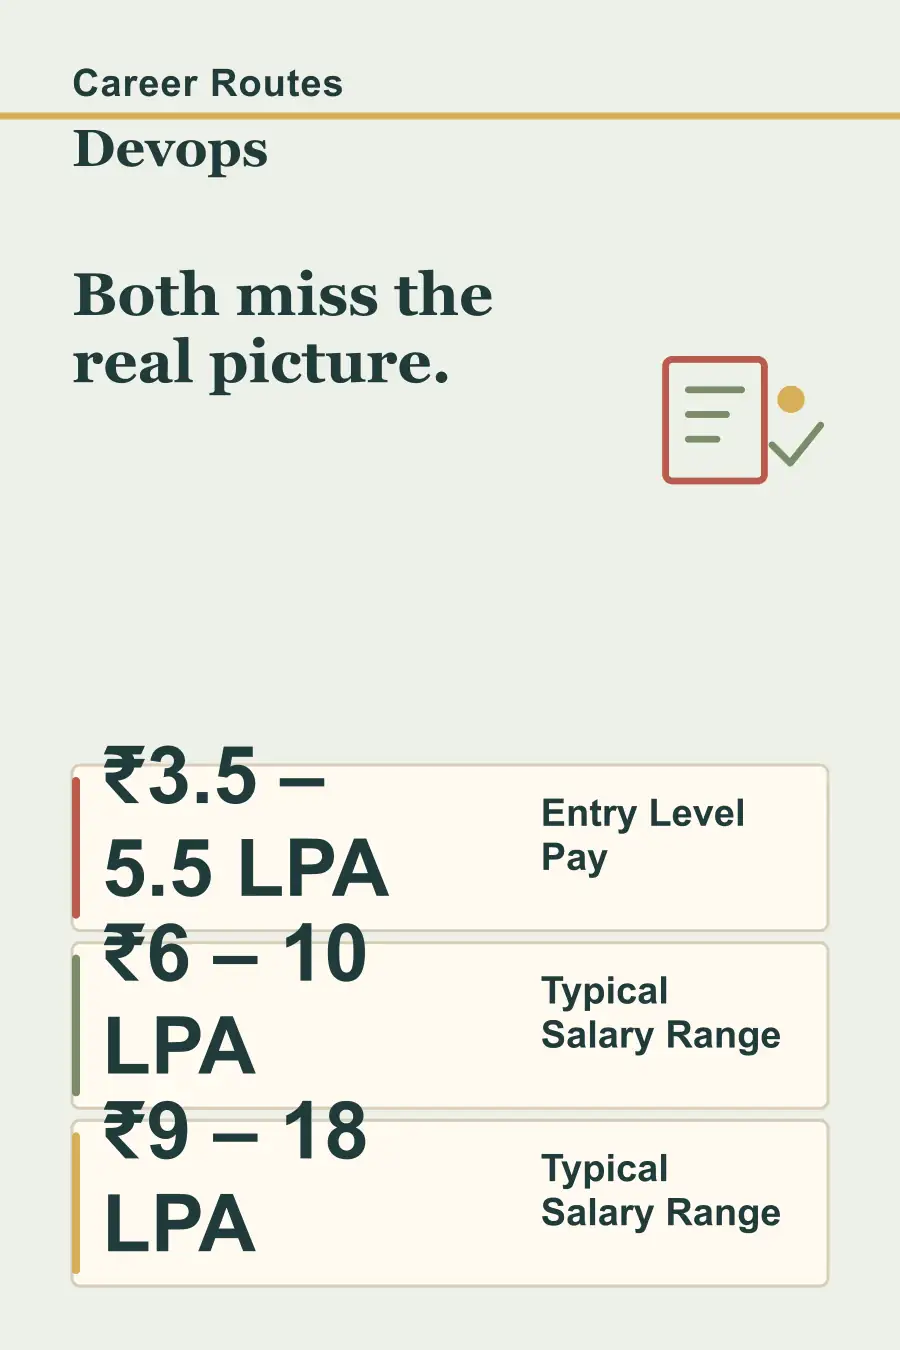 Career Routes
Devops
Both miss the
real picture.
₹3.5 –
5.5 LPA
Entry Level
Pay
₹6 – 10
LPA
Typical
Salary Range
₹9 – 18
LPA
Typical
Salary Range